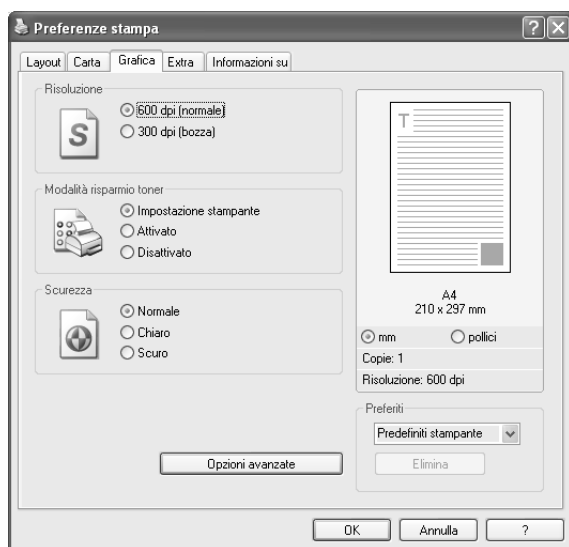 Preferenze stampa
Layout Carta Grafica Extra Informazioni su
Risoluzione
S
600 dpi (normale)
300 dpi (bozza)
Modalità risparmio toner
Impostazione stampante
Attivato
Disattivato
Scurezza
Normale
Chiaro
Scuro
Opzioni avanzate
T
A4
210 x 297 mm
mm pollici
Copie: 1
Risoluzione: 600 dpi
Preferiti
Predefiniti stampante
Elimina
OK Annulla ?